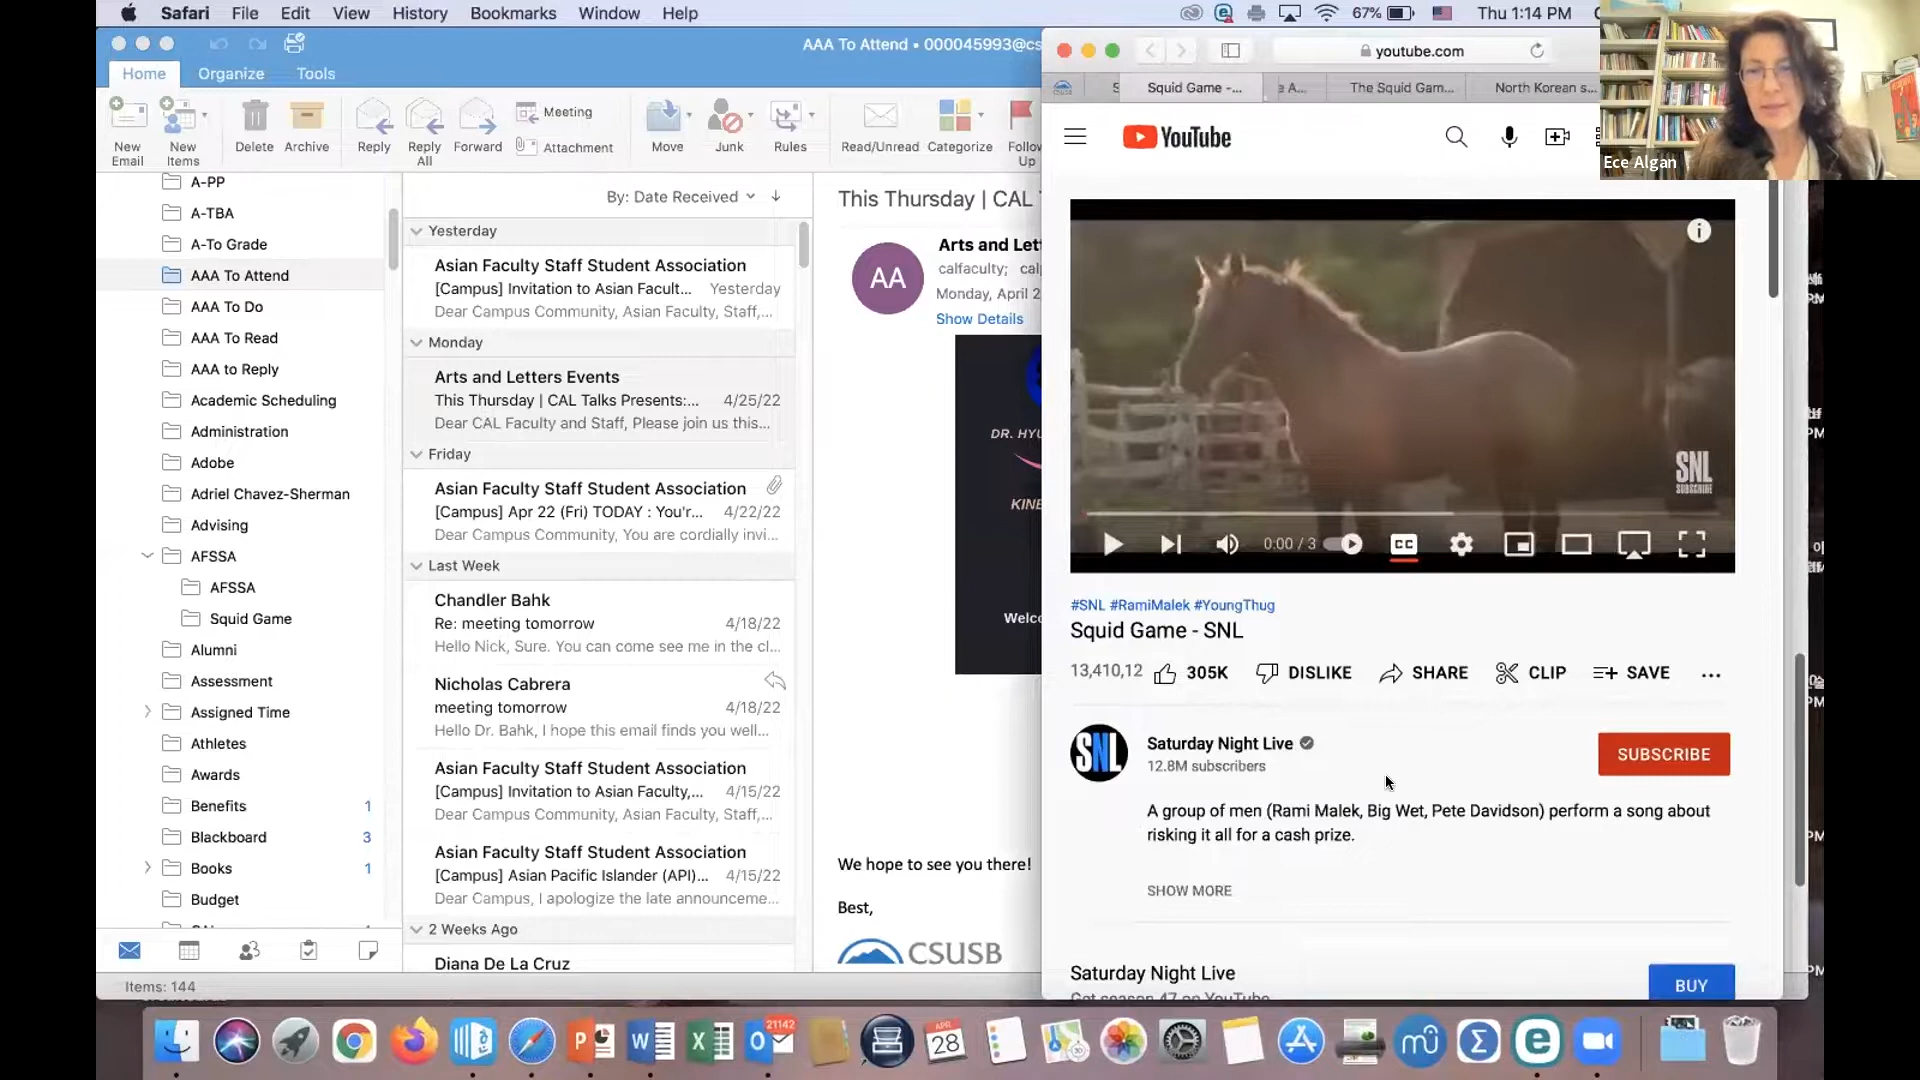 Safari File Edit View History Bookmarks Window Help
67% Thu 1:14 PM
AAA To Attend • 000045993@cs
Home Organize Tools
New Email
New Items
Delete
Archive
Reply
Reply All
Forward
Meeting
Attachment
Move
Junk
Rules
Read/Unread
Categorize
Follow Up
A-PP
A-TBA
A-To Grade
AAA To Attend
AAA To Do
AAA To Read
AAA to Reply
Academic Scheduling
Administration
Adobe
Adriel Chavez-Sherman
Advising
AFSSA
AFSSA
Squid Game
Alumni
Assessment
Assigned Time
Athletes
Awards
Benefits 1
Blackboard 3
Books 1
Budget
Items: 144
By: Date Received
Yesterday
Asian Faculty Staff Student Association
[Campus] Invitation to Asian Facult... Yesterday
Dear Campus Community, Asian Faculty, Staff,...
Monday
Arts and Letters Events
This Thursday | CAL Talks Presents:... 4/25/22
Dear CAL Faculty and Staff, Please join us this...
Friday
Asian Faculty Staff Student Association
[Campus] Apr 22 (Fri) TODAY : You'r... 4/22/22
Dear Campus Community, You are cordially invi...
Last Week
Chandler Bahk
Re: meeting tomorrow 4/18/22
Hello Nick, Sure. You can come see me in the cl...
Nicholas Cabrera
meeting tomorrow 4/18/22
Hello Dr. Bahk, I hope this email finds you well...
Asian Faculty Staff Student Association
[Campus] Invitation to Asian Faculty,... 4/15/22
Dear Campus Community, Asian Faculty, Staff,...
Asian Faculty Staff Student Association
[Campus] Asian Pacific Islander (API)... 4/15/22
Dear Campus, I apologize the late announceme...
2 Weeks Ago
Diana De La Cruz
This Thursday | CAL
AA
Arts and Lett
calfaculty; cal
Monday, April 2
Show Details
DR. HYU
KINE
Welco
We hope to see you there!
Best,
CSUSB
youtube.com
Squid Game -...
e A...
The Squid Gam...
North Korean s...
YouTube
SNL
SUBSCRIBE
0:00 / 3
CC
#SNL #RamiMalek #YoungThug
Squid Game - SNL
13,410,12 305K DISLIKE SHARE CLIP SAVE ...
SNL
Saturday Night Live
12.8M subscribers
SUBSCRIBE
A group of men (Rami Malek, Big Wet, Pete Davidson) perform a song about
risking it all for a cash prize.
SHOW MORE
Saturday Night Live
Get season 47 on YouTube
BUY
Ece Algan
21142
APR
28